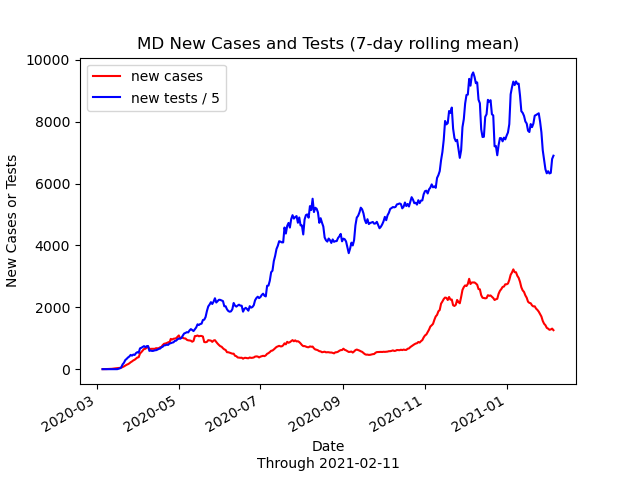 MD New Cases and Tests (7-day rolling mean)
new cases
new tests / 5
New Cases or Tests
10000
8000
6000
4000
2000
0
2020-03
2020-05
2020-07
2020-09
2020-11
2021-01
Date
Through 2021-02-11